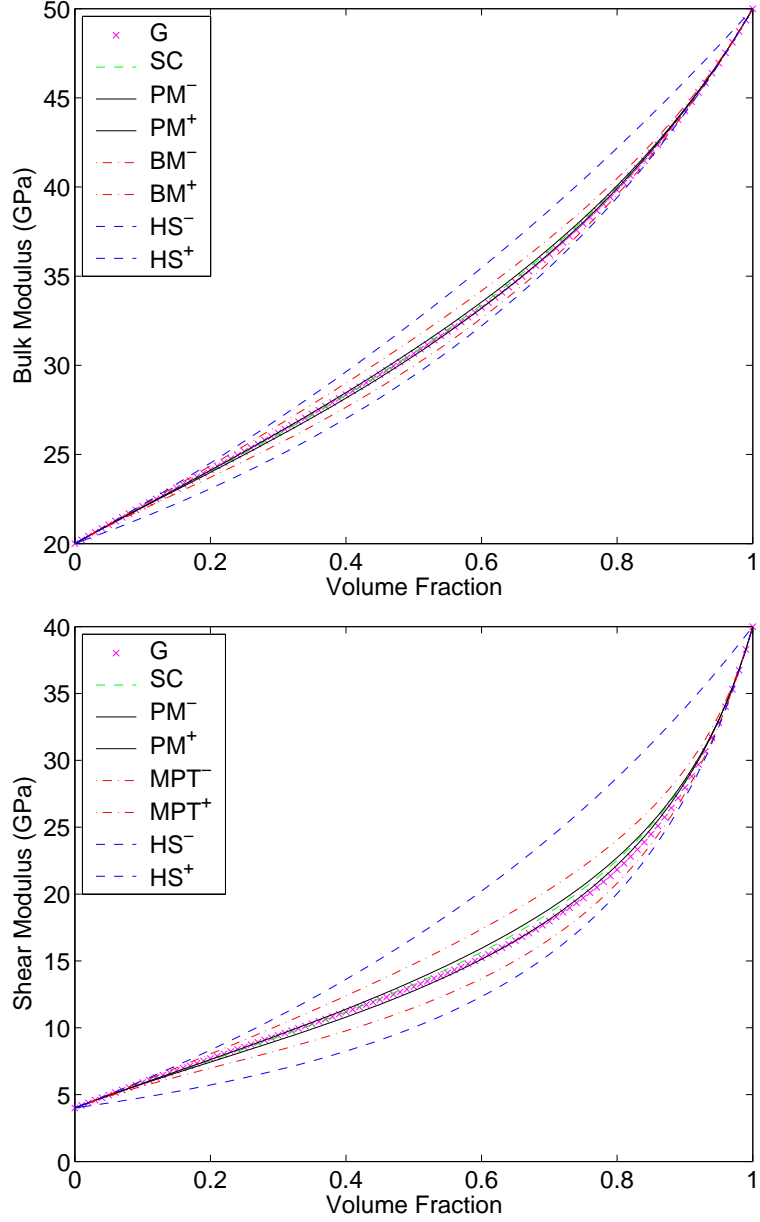 50
45
40
35
30
25
20
Bulk Modulus (GPa)
G
SC
PM⁻
PM⁺
BM⁻
BM⁺
HS⁻
HS⁺
0 0.2 0.4 0.6 0.8 1
Volume Fraction
40
35
30
25
20
15
10
5
0
Shear Modulus (GPa)
G
SC
PM⁻
PM⁺
MPT⁻
MPT⁺
HS⁻
HS⁺
0 0.2 0.4 0.6 0.8 1
Volume Fraction